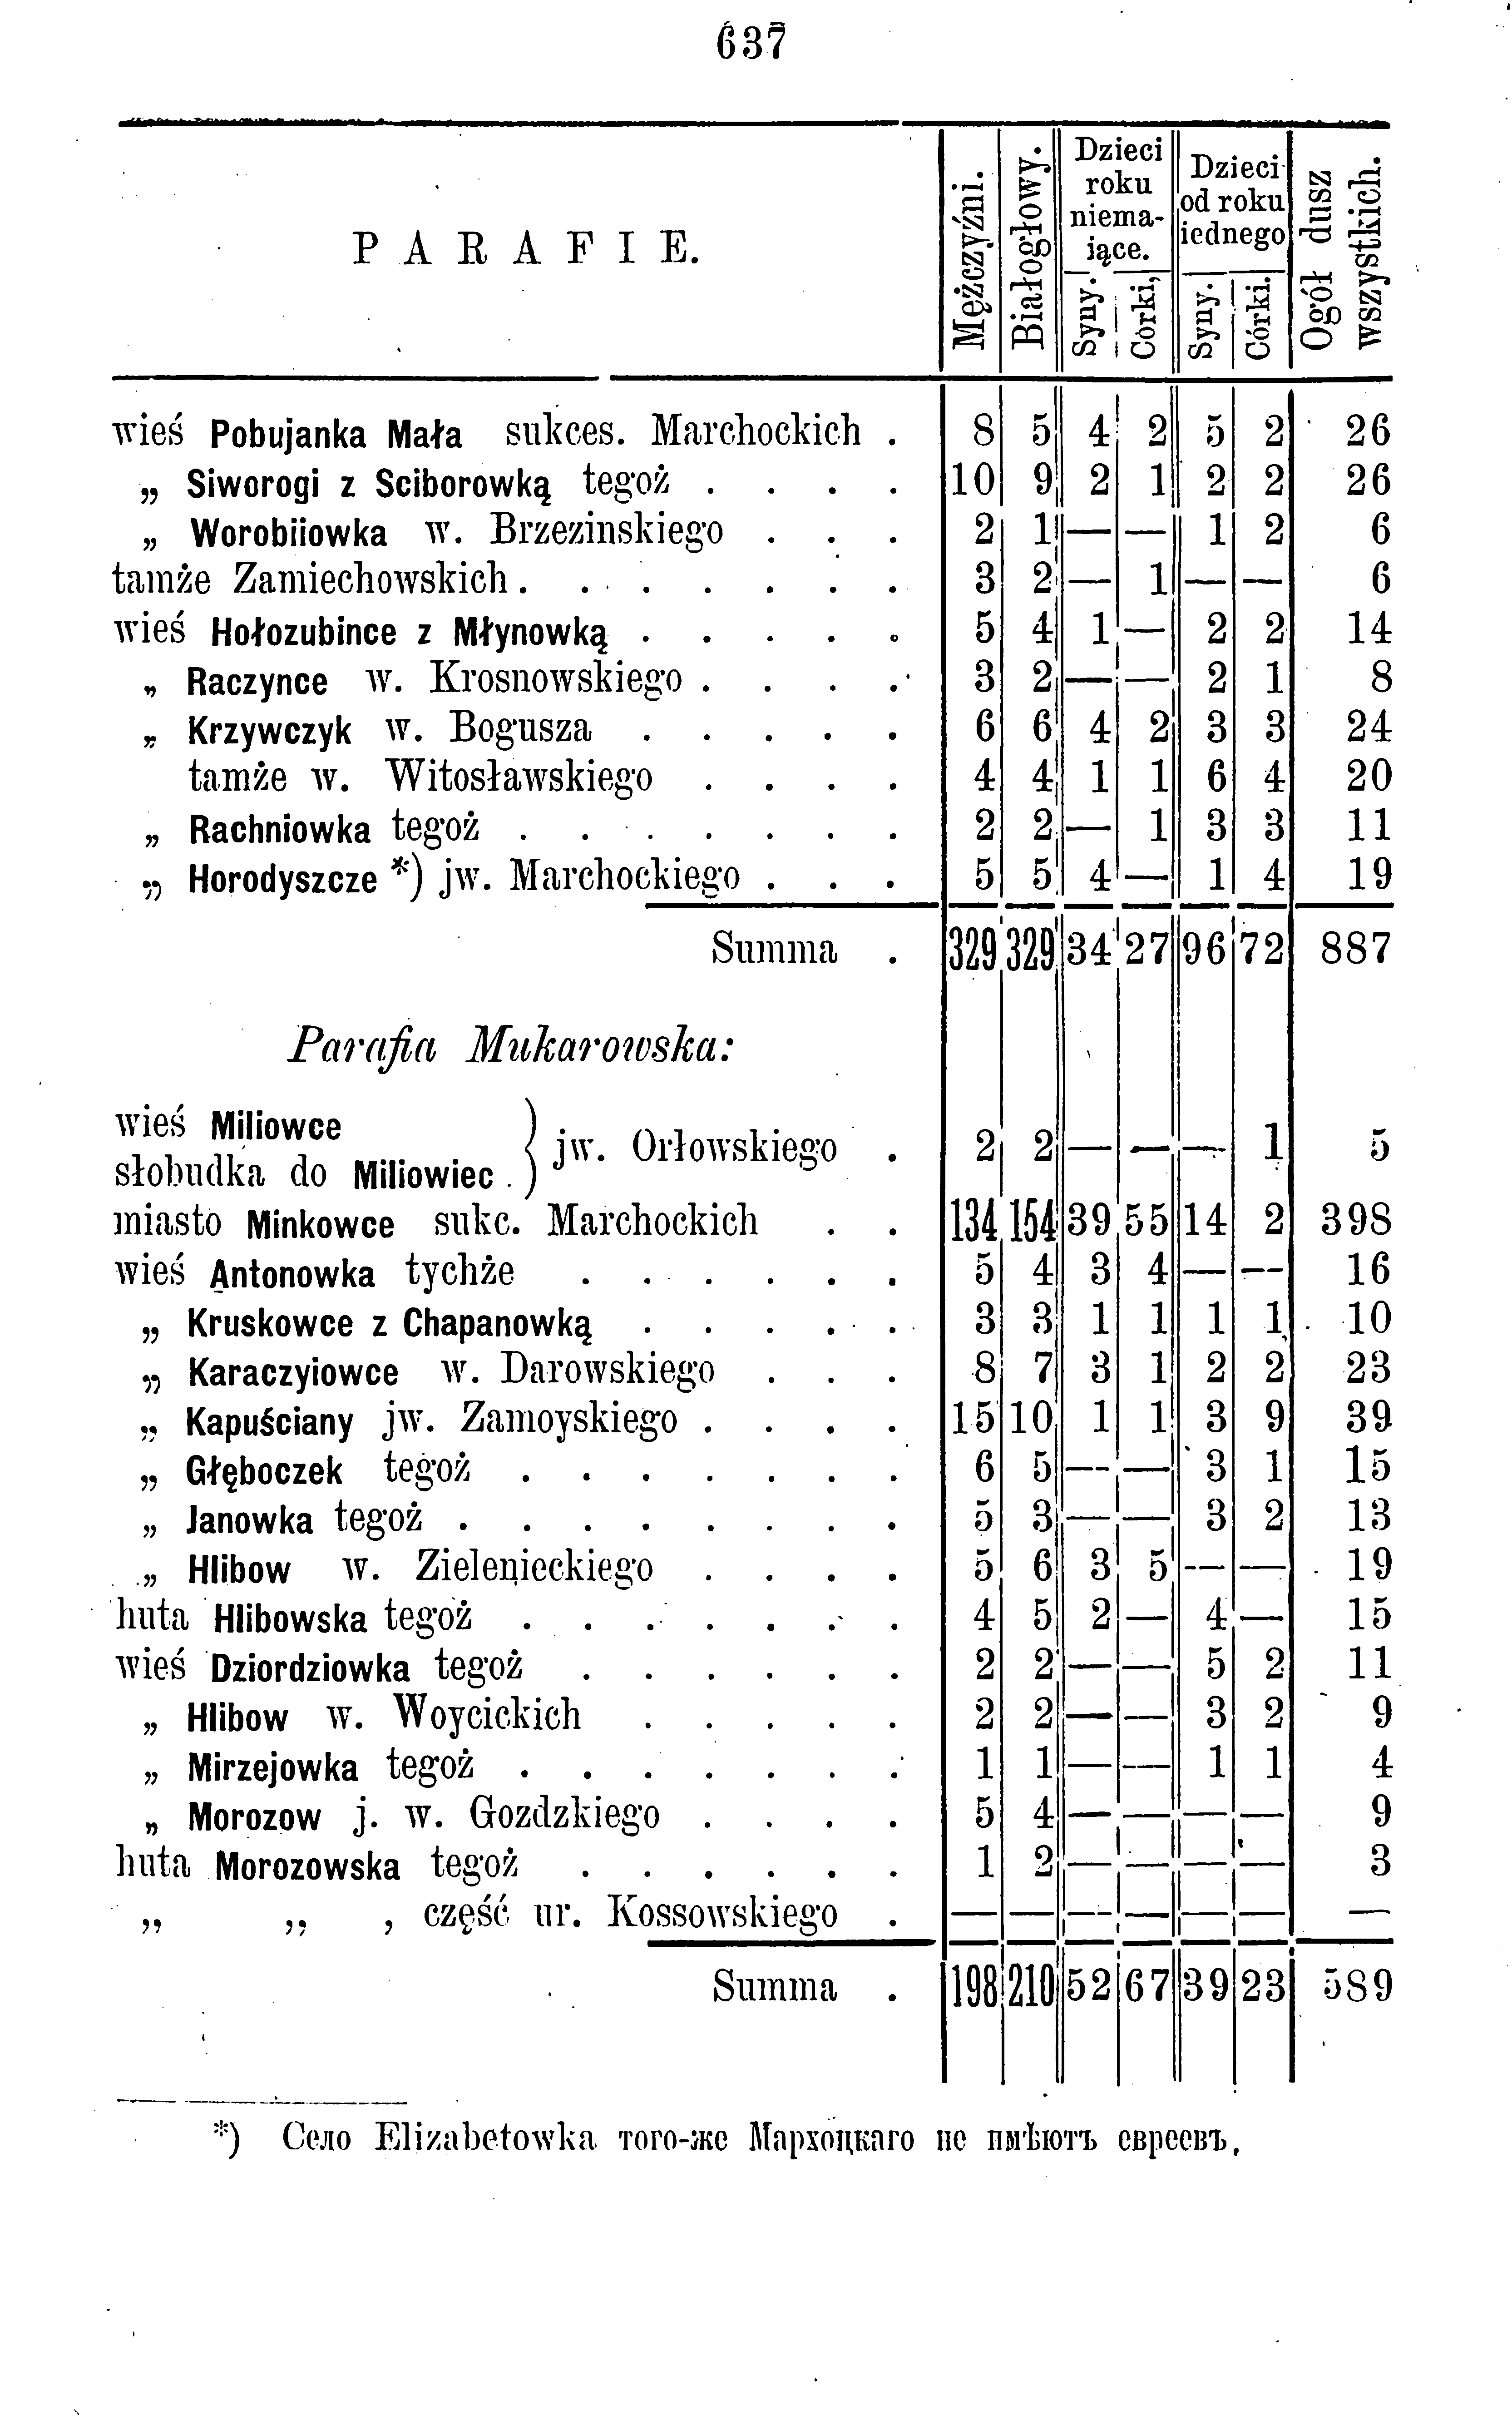 637
PARAFIE. Mężczyźni. Białogłowy. Dzieci roku niemaiące. Syny. Córki, Dzieci od roku iednego Syny. Córki. Ogół dusz wszystkich.
wieś Pobujanka Mała sukces. Marchockich . 8 5 4 2 5 2 26
„ Siworogi z Sciborowką tegoż . . . . 10 9 2 1 2 2 26
„ Worobiiowka w. Brzezinskiego . . . 2 1 — — 1 2 6
tamże Zamiechowskich . . . . . . . 3 2 — 1 — — 6
wieś Hołozubince z Młynowką . . . . . 5 4 1 — 2 2 14
„ Raczynce w. Krosnowskiego . . . . 3 2 — — 2 1 8
„ Krzywczyk w. Bogusza . . . . . 6 6 4 2 3 3 24
tamże w. Witosławskiego . . . . 4 4 1 1 6 4 20
„ Rachniowka tegoż . . . . . . . 2 2 — 1 3 3 11
„ Horodyszcze *) jw. Marchockiego . . . 5 5 4 — 1 4 19
Summa . 329 329 34 27 96 72 887
Parafia Mukarowska:
wieś Miliowce
słobudka do Miliowiec . } jw. Orłowskiego . 2 2 — — — 1 5
miasto Minkowce sukc. Marchockich . . 134 154 39 55 14 2 398
wieś Antonowka tychże . . . . . . 5 4 3 4 — — 16
„ Kruskowce z Chapanowką . . . . . 3 3 1 1 1 1 10
„ Karaczyiowce w. Darowskiego . . . 8 7 3 1 2 2 23
„ Kapuściany jw. Zamoyskiego . . . . 15 10 1 1 3 9 39
„ Głęboczek tegoż . . . . . . . 6 5 — — 3 1 15
„ Janowka tegoż . . . . . . . . 5 3 — — 3 2 13
„ Hlibow w. Zielenieckiego . . . . 5 6 3 5 — — 19
huta Hlibowska tegoż . . . . . . . 4 5 2 — 4 — 15
wieś Dziordziowka tegoż . . . . . . 2 2 — — 5 2 11
„ Hlibow w. Woycickich . . . . . 2 2 — — 3 2 9
„ Mirzejowka tegoż . . . . . . . 1 1 — — 1 1 4
„ Morozow j. w. Gozdzkiego . . . . 5 4 — — — — 9
huta Morozowska tegoż . . . . . . 1 2 — — — — 3
„ „ , część ur. Kossowskiego . — — — — — — —
Summa . 198 210 52 67 39 23 589
*) Село Elizabetowka того-же Мархоцкаго не имѣютъ евреевъ,